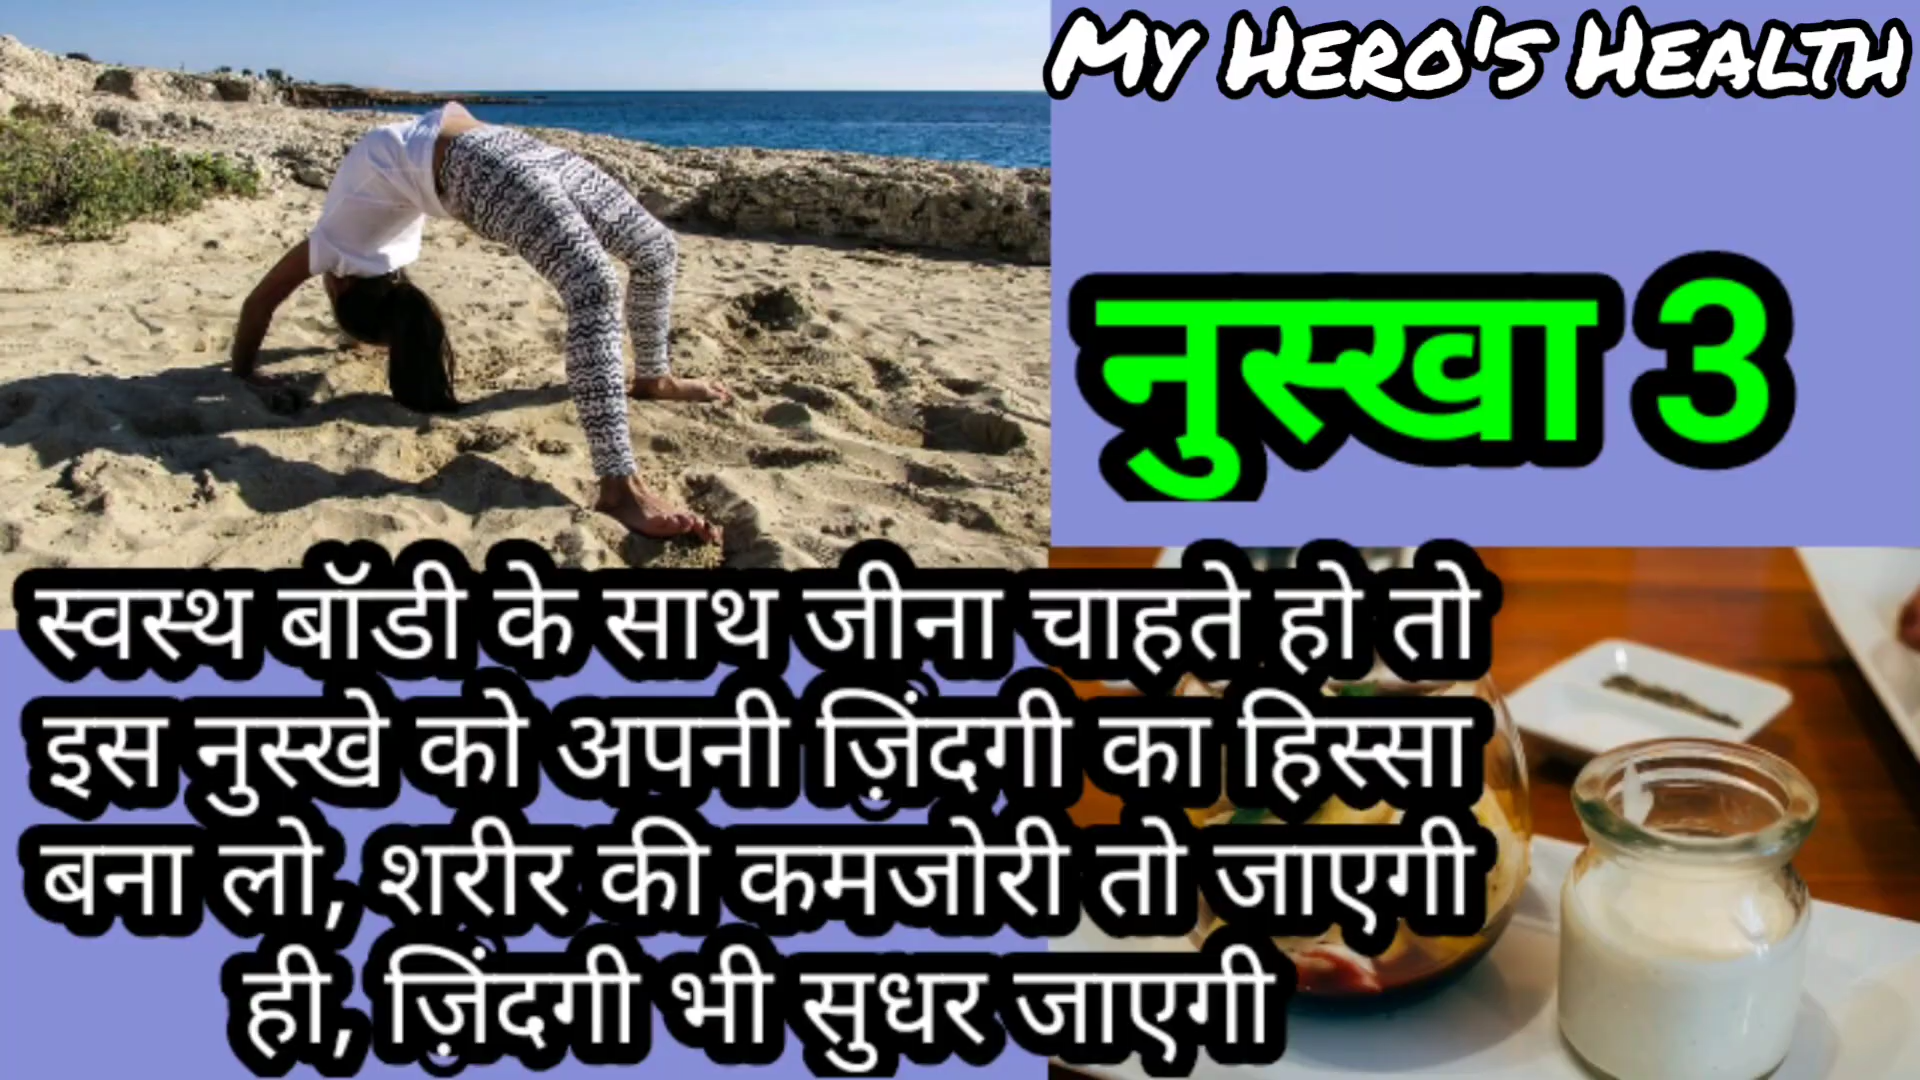 My Hero's Health
नुस्खा 3
स्वस्थ बॉडी के साथ जीना चाहते हो तो
इस नुस्खे को अपनी ज़िंदगी का हिस्सा
बना लो, शरीर की कमजोरी तो जाएगी
ही, ज़िंदगी भी सुधर जाएगी